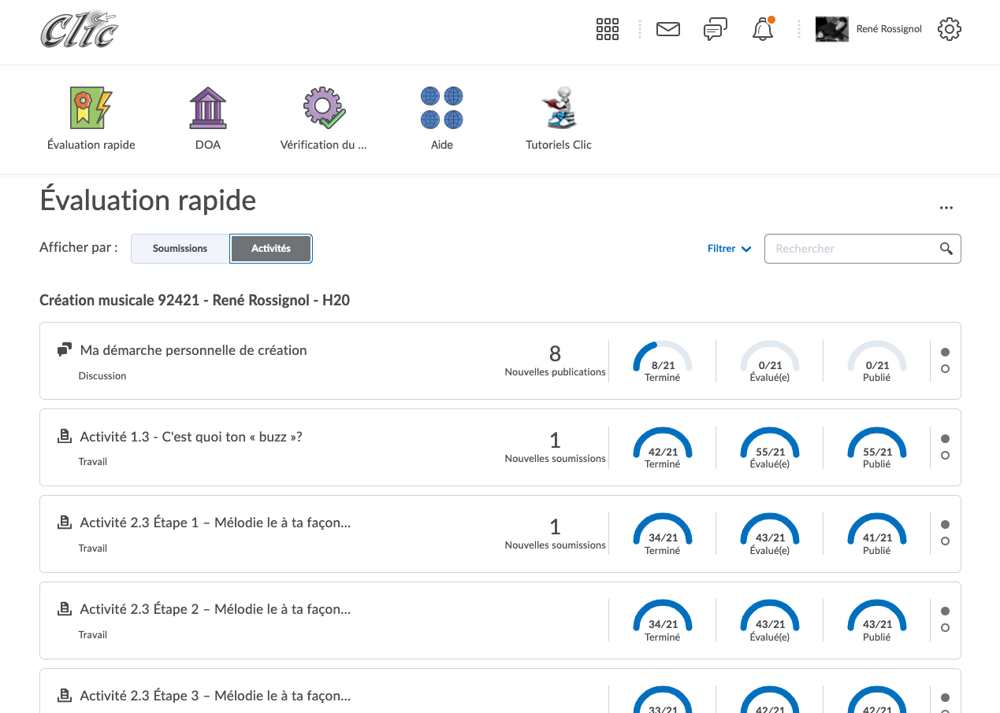 Clic
René Rossignol
Évaluation rapide
DOA
Vérification du ...
Aide
Tutoriels Clic
Évaluation rapide
...
Afficher par :
Soumissions
Activités
Filtrer
Rechercher
Création musicale 92421 - René Rossignol - H20
Ma démarche personnelle de création
Discussion
8
Nouvelles publications
8/21
Terminé
0/21
Évalué(e)
0/21
Publié
Activité 1.3 - C'est quoi ton « buzz »?
Travail
1
Nouvelles soumissions
42/21
Terminé
55/21
Évalué(e)
55/21
Publié
Activité 2.3 Étape 1 – Mélodie le à ta façon...
Travail
1
Nouvelles soumissions
34/21
Terminé
43/21
Évalué(e)
41/21
Publié
Activité 2.3 Étape 2 – Mélodie le à ta façon...
Travail
34/21
Terminé
43/21
Évalué(e)
43/21
Publié
Activité 2.3 Étape 3 – Mélodie le à ta façon...
33/21
42/21
42/21